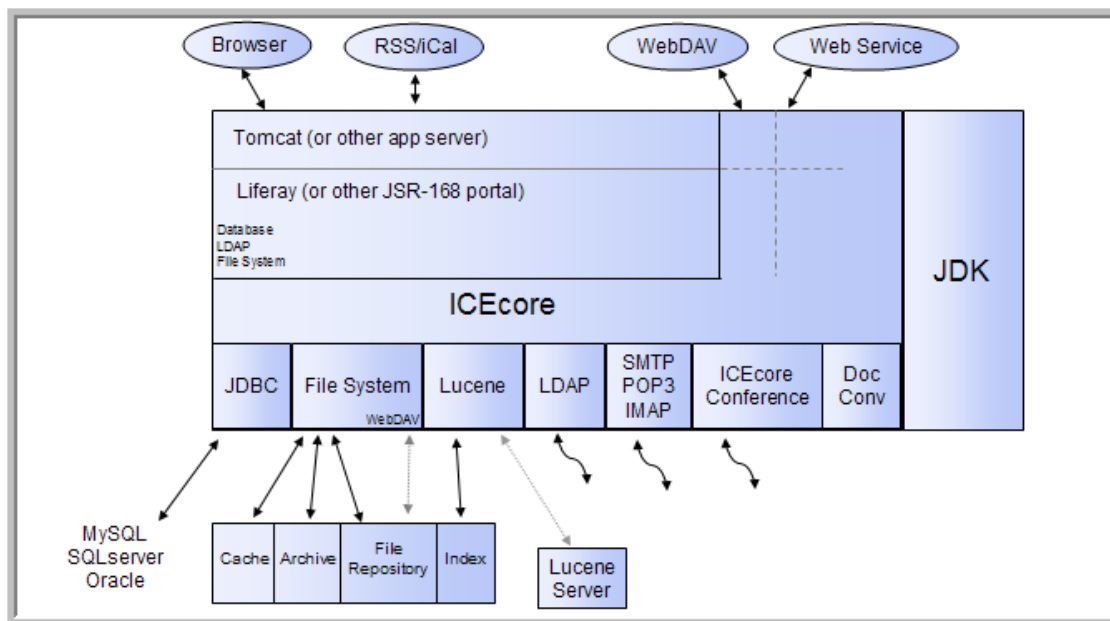 Browser
RSS/iCal
WebDAV
Web Service
Tomcat (or other app server)
Liferay (or other JSR-168 portal)
Database
LDAP
File System
JDK
ICEcore
JDBC
File System
WebDAV
Lucene
LDAP
SMTP
POP3
IMAP
ICEcore
Conference
Doc
Conv
MySQL
SQLserver
Oracle
Cache
Archive
File
Repository
Index
Lucene
Server